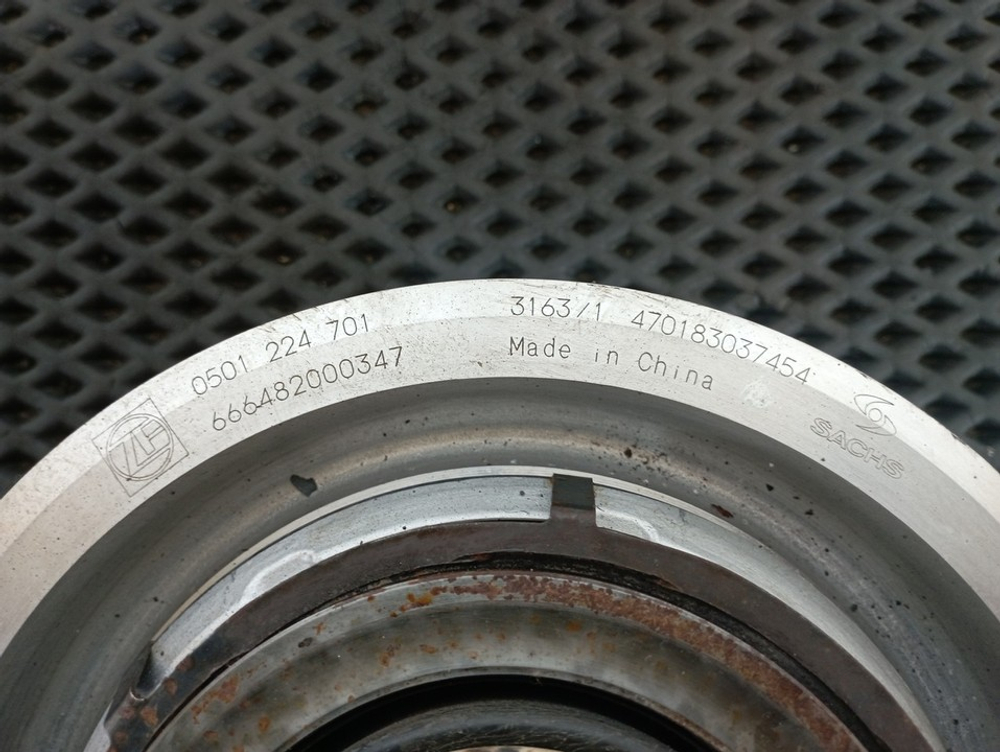 ZF
0501 224 701
666482000347
3163/1 470183037454
Made in China
SACHS